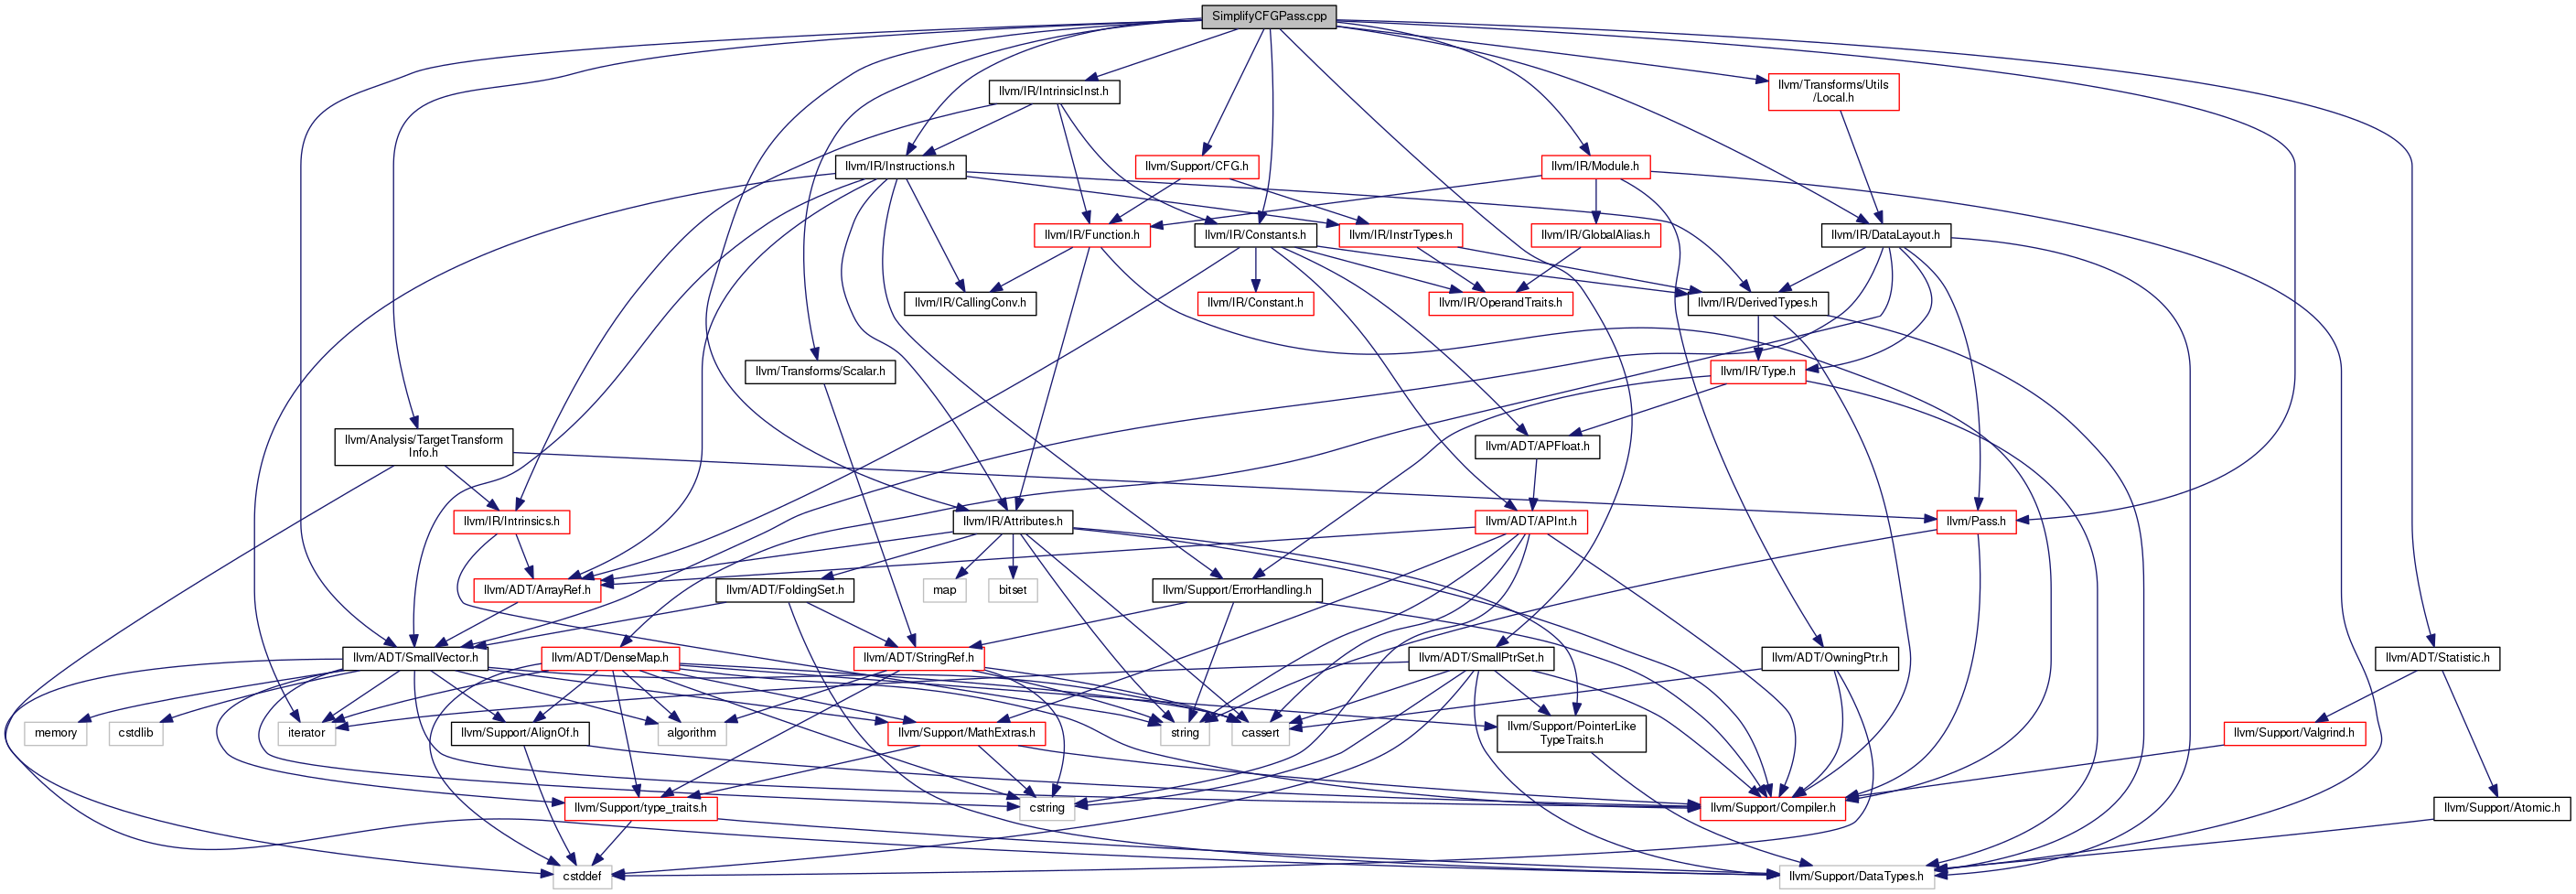 SimplifyCFGPass.cpp
llvm/IR/IntrinsicInst.h
llvm/Transforms/Utils
/Local.h
llvm/IR/Instructions.h
llvm/Support/CFG.h
llvm/IR/Module.h
llvm/IR/Function.h
llvm/IR/Constants.h
llvm/IR/InstrTypes.h
llvm/IR/GlobalAlias.h
llvm/IR/DataLayout.h
llvm/IR/CallingConv.h
llvm/IR/Constant.h
llvm/IR/OperandTraits.h
llvm/IR/DerivedTypes.h
llvm/Transforms/Scalar.h
llvm/IR/Type.h
llvm/Analysis/TargetTransform
Info.h
llvm/ADT/APFloat.h
llvm/IR/Intrinsics.h
llvm/IR/Attributes.h
llvm/ADT/APInt.h
llvm/Pass.h
llvm/ADT/ArrayRef.h
llvm/ADT/FoldingSet.h
map
bitset
llvm/Support/ErrorHandling.h
llvm/ADT/SmallVector.h
llvm/ADT/DenseMap.h
llvm/ADT/StringRef.h
llvm/ADT/SmallPtrSet.h
llvm/ADT/OwningPtr.h
llvm/ADT/Statistic.h
memory
cstdlib
iterator
llvm/Support/AlignOf.h
algorithm
llvm/Support/MathExtras.h
string
cassert
llvm/Support/PointerLike
TypeTraits.h
llvm/Support/Valgrind.h
llvm/Support/type_traits.h
cstring
llvm/Support/Compiler.h
llvm/Support/Atomic.h
cstddef
llvm/Support/DataTypes.h